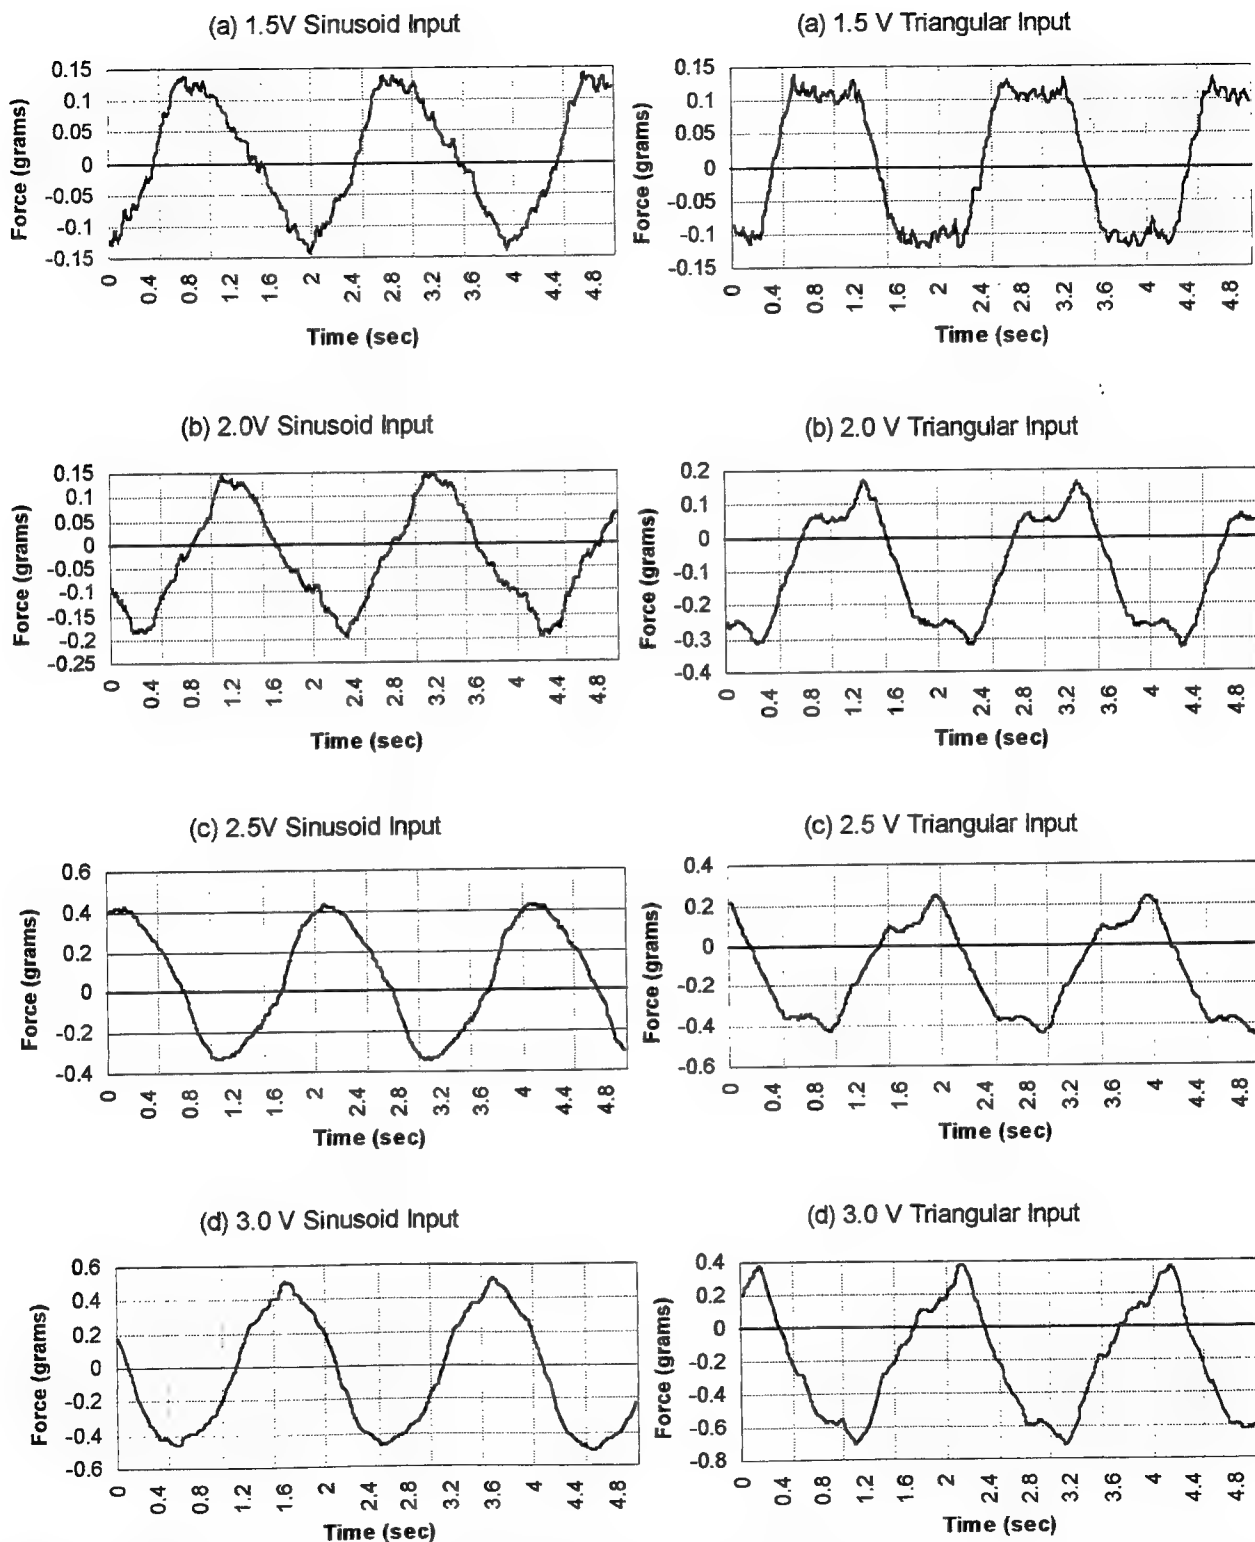 (a) 1.5V Sinusoid Input
0.15
0.1
0.05
0
-0.05
-0.1
-0.15
Force (grams)
0 0.4 0.8 1.2 1.6 2 2.4 2.8 3.2 3.6 4 4.4 4.8
Time (sec)
(a) 1.5 V Triangular Input
0.15
0.1
0.05
0
-0.05
-0.1
-0.15
Force (grams)
0 0.4 0.8 1.2 1.6 2 2.4 2.8 3.2 3.6 4 4.4 4.8
Time (sec)
(b) 2.0V Sinusoid Input
0.15
0.1
0.05
0
-0.05
-0.1
-0.15
-0.2
-0.25
Force (grams)
0 0.4 0.8 1.2 1.6 2 2.4 2.8 3.2 3.6 4 4.4 4.8
Time (sec)
(b) 2.0 V Triangular Input
0.2
0.1
0
-0.1
-0.2
-0.3
-0.4
Force (grams)
0 0.4 0.8 1.2 1.6 2 2.4 2.8 3.2 3.6 4 4.4 4.8
Time (sec)
(c) 2.5V Sinusoid Input
0.6
0.4
0.2
0
-0.2
-0.4
Force (grams)
0 0.4 0.8 1.2 1.6 2 2.4 2.8 3.2 3.6 4 4.4 4.8
Time (sec)
(c) 2.5 V Triangular Input
0.4
0.2
0
-0.2
-0.4
-0.6
Force (grams)
0 0.4 0.8 1.2 1.6 2 2.4 2.8 3.2 3.6 4 4.4 4.8
Time (sec)
(d) 3.0 V Sinusoid Input
0.6
0.4
0.2
0
-0.2
-0.4
-0.6
Force (grams)
0 0.4 0.8 1.2 1.6 2 2.4 2.8 3.2 3.6 4 4.4 4.8
Time (sec)
(d) 3.0 V Triangular Input
0.4
0.2
0
-0.2
-0.4
-0.6
-0.8
Force (grams)
0 0.4 0.8 1.2 1.6 2 2.4 2.8 3.2 3.6 4 4.4 4.8
Time (sec)